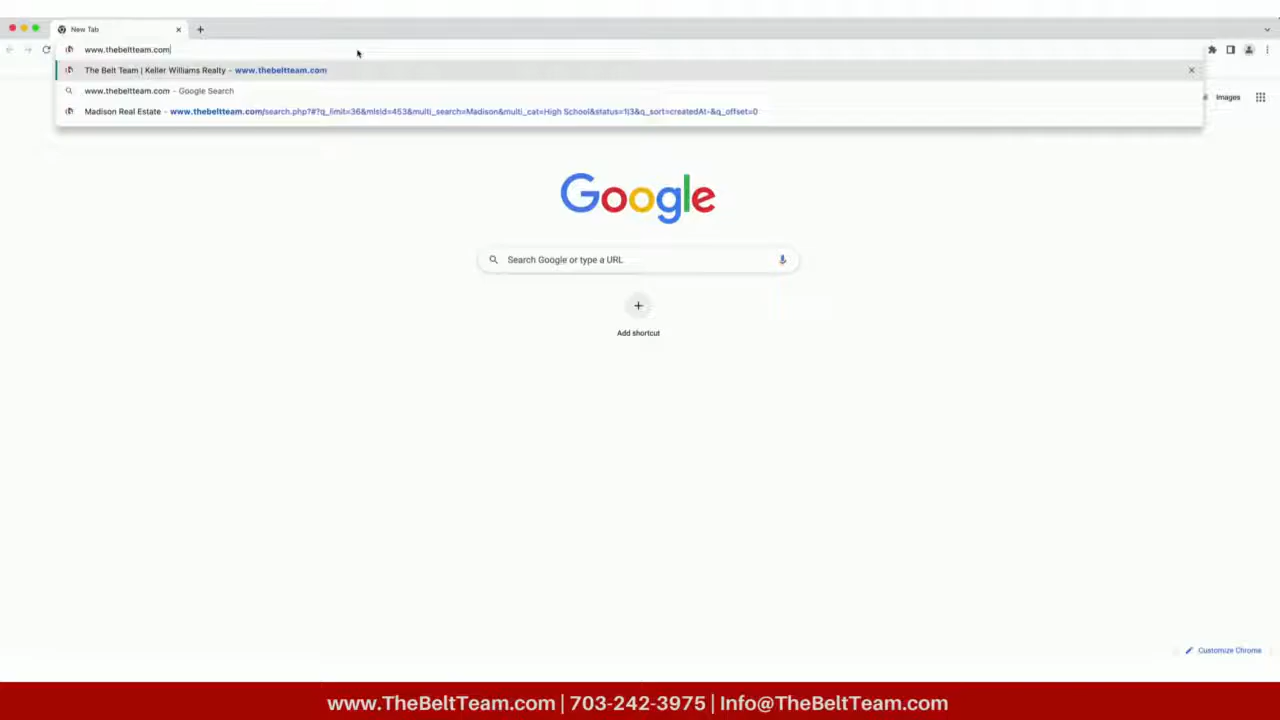 New Tab
www.thebeltteam.com
The Belt Team | Keller Williams Realty - www.thebeltteam.com
www.thebeltteam.com - Google Search
Madison Real Estate - www.thebeltteam.com/search.php?#?q_limit=36&mlsid=453&multi_search=Madison&multi_cat=High School&status=1|3&q_sort=createdAt-&q_offset=0
Images
Google
Search Google or type a URL
Add shortcut
Customize Chrome
www.TheBeltTeam.com | 703-242-3975 | Info@TheBeltTeam.com